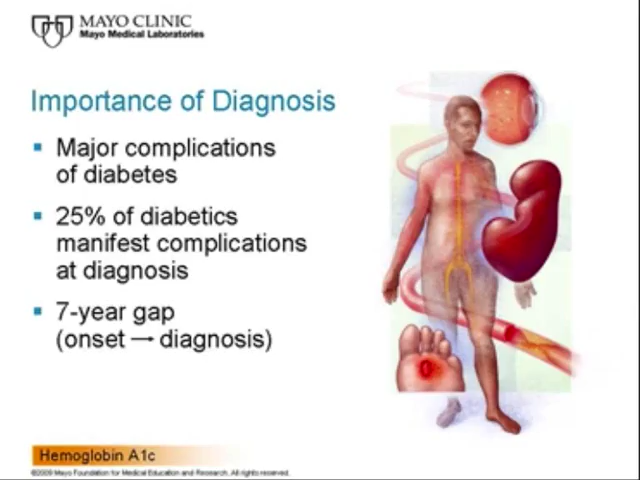 MAYO CLINIC
Mayo Medical Laboratories
Importance of Diagnosis
Major complications
of diabetes
25% of diabetics
manifest complications
at diagnosis
7-year gap
(onset → diagnosis)
Hemoglobin A1c
©2009 Mayo Foundation for Medical Education and Research. All rights reserved.